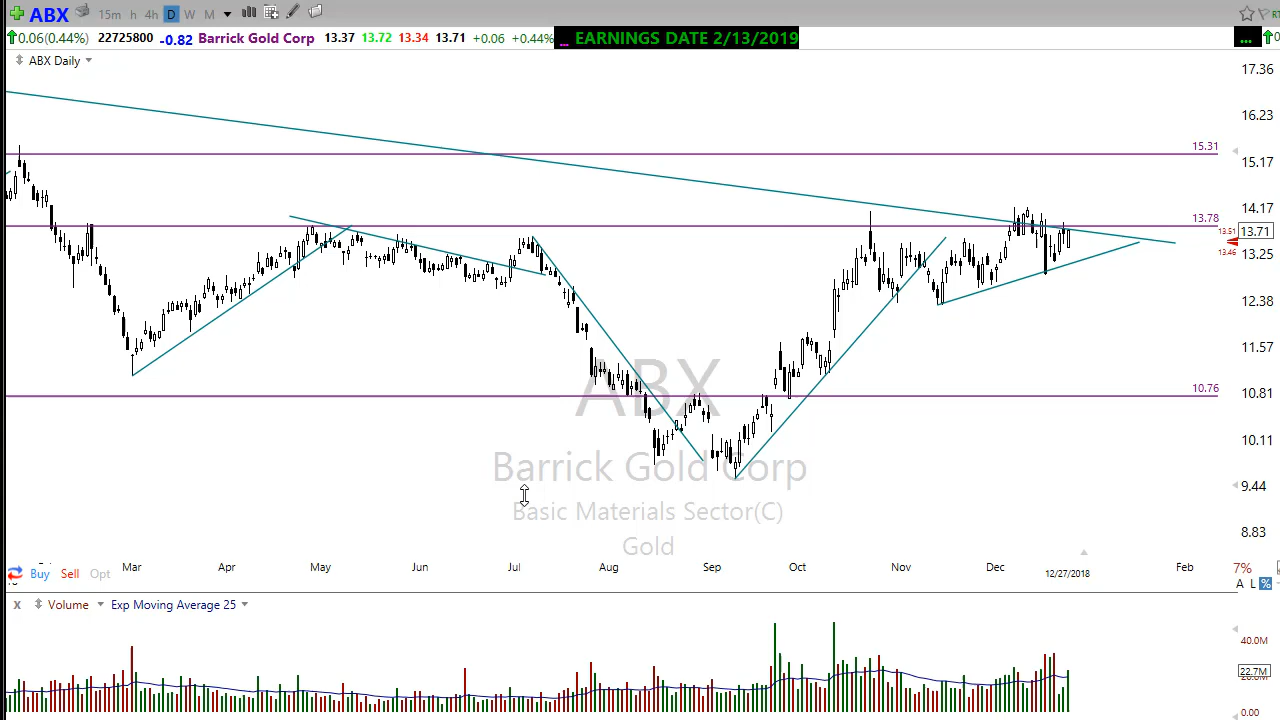 ABX 15m h 4h D W M
0.06(0.44%) 22725800 -0.82 Barrick Gold Corp 13.37 13.72 13.34 13.71 +0.06 +0.44% ... EARNINGS DATE 2/13/2019 ...
ABX Daily
17.36
16.23
15.31
15.17
14.17
13.78
13.51
13.71
13.46
13.25
12.38
11.57
ABX
10.76
10.81
10.11
Barrick Gold Corp
9.44
Basic Materials Sector(C)
8.83
Gold
Mar Apr May Jun Jul Aug Sep Oct Nov Dec 12/27/2018 Feb
7%
Buy Sell Opt
A L %
x Volume Exp Moving Average 25
40.0M
22.7M
0.00